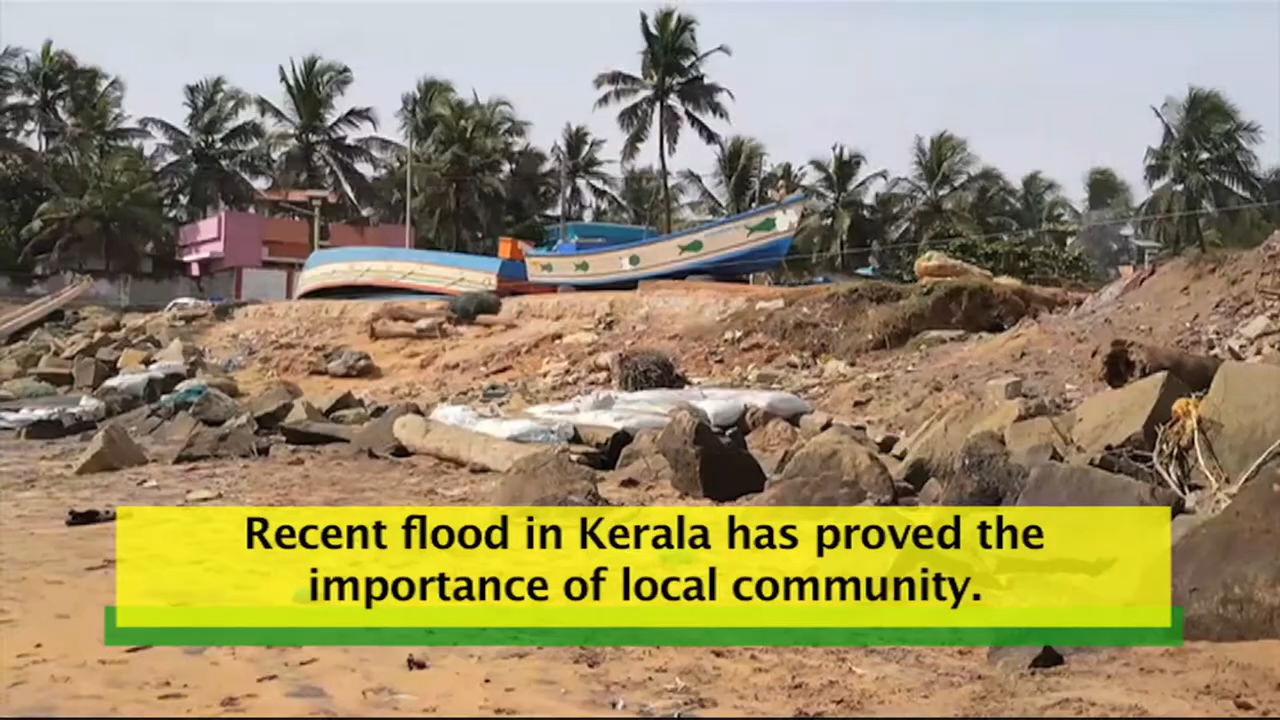 Recent flood in Kerala has proved the
importance of local community.